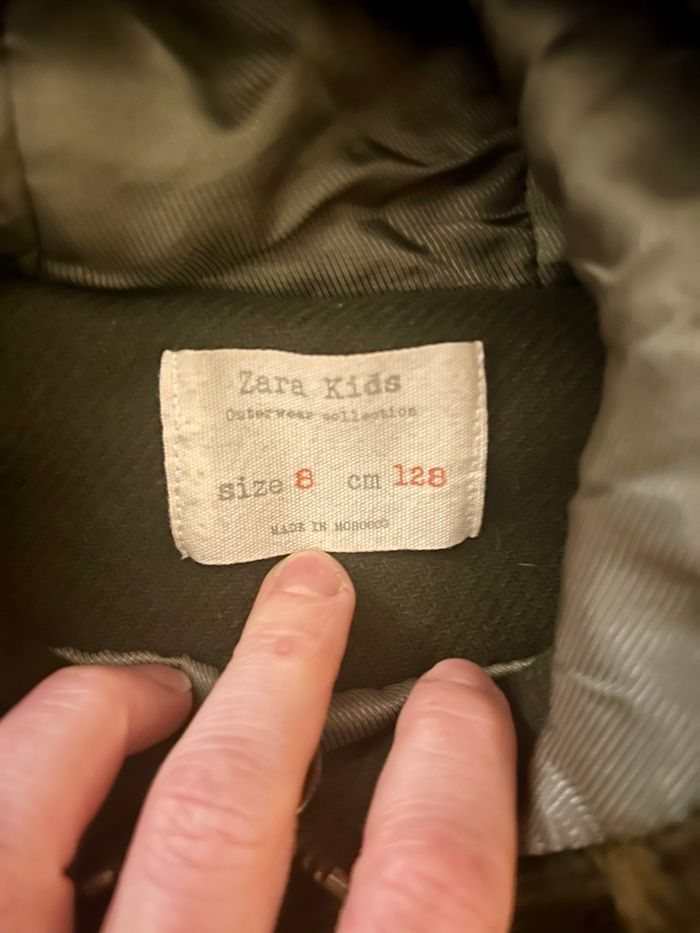 Zara Kids
Outerwear collection
size 8 cm 128
MADE IN MOROCCO